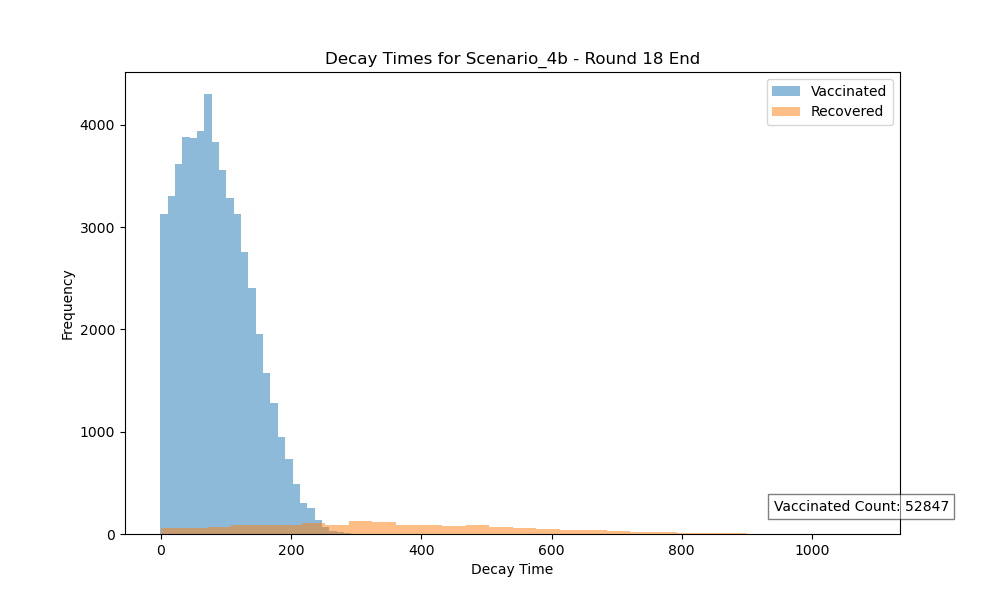 Decay Times for Scenario_4b - Round 18 End
Vaccinated
Recovered
Frequency
4000
3000
2000
1000
0
Vaccinated Count: 52847
0
200
400
600
800
1000
Decay Time